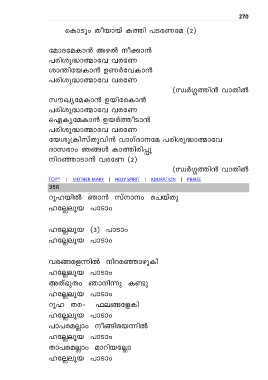 270
കൊടും തീയായ് കത്തി പടരണമേ (2)
മോദമേകാൻ അഴൽ നീക്കാൻ
പരിശുദ്ധാത്മാവേ വരണേ
ശാന്തിയേകാൻ ഉണർവേകാൻ
പരിശുദ്ധാത്മാവേ വരണേ
(സ്വർഗ്ഗത്തിൻ വാതിൽ
സൗഖ്യമേകാൻ ഉയിരേകാൻ
പരിശുദ്ധാത്മാവേ വരണേ
ഐക്യമേകാൻ ഉയർത്തീടാൻ
പരിശുദ്ധാത്മാവേ വരണേ
യേശുക്രിസ്തുവിൻ വാഗ്ദാനമേ പരിശുദ്ധാത്മാവേ
ദാസരാം ഞങ്ങൾ കാത്തിരിപ്പൂ
നിറഞ്ഞാടാൻ വരണേ (2)
(സ്വർഗ്ഗത്തിൻ വാതിൽ
TOP↑ | MOTHER MARY | HOLY SPIRIT | ADORATION | PRAISE
356
റൂഹയിൽ ഞാൻ സ്നാനം ചെയ്തു
ഹല്ലേലൂയ പാടാം
ഹല്ലേലൂയ (3) പാടാം
ഹല്ലേലൂയ പാടാം
വരങ്ങളെന്നിൽ നിറഞ്ഞൊഴുകി
ഹല്ലേലൂയ പാടാം
അത്ഭുതം ഞാനിന്നു കണ്ടു
ഹല്ലേലൂയ പാടാം
റൂഹ തൻ ഫലങ്ങളേകി
ഹല്ലേലൂയ പാടാം
പാപമെല്ലാം നീങ്ങിയെന്നിൽ
ഹല്ലേലൂയ പാടാം
താപമെല്ലാം മാറിയല്ലോ
ഹല്ലേലൂയ പാടാം